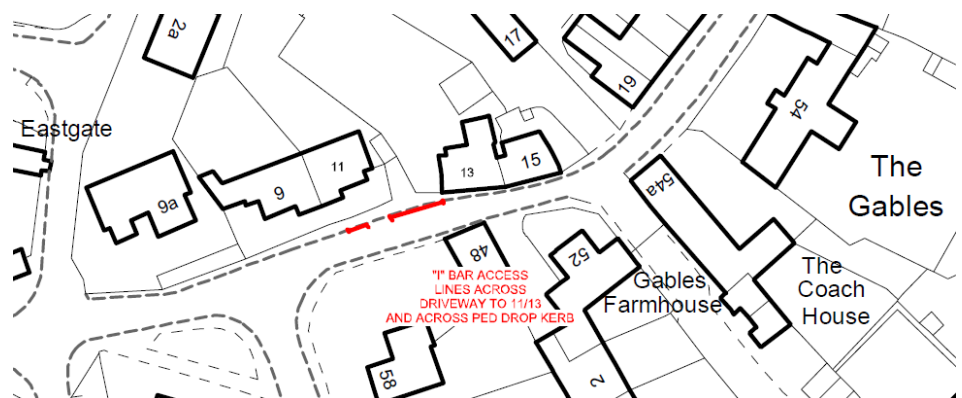 2a
17
19
54
Eastgate
9a
9
11
13
15
54a
The
Gables
48
52
"I" BAR ACCESS
LINES ACROSS
DRIVEWAY TO 11/13
AND ACROSS PED DROP KERB
Gables
Farmhouse
The
Coach
House
58
2